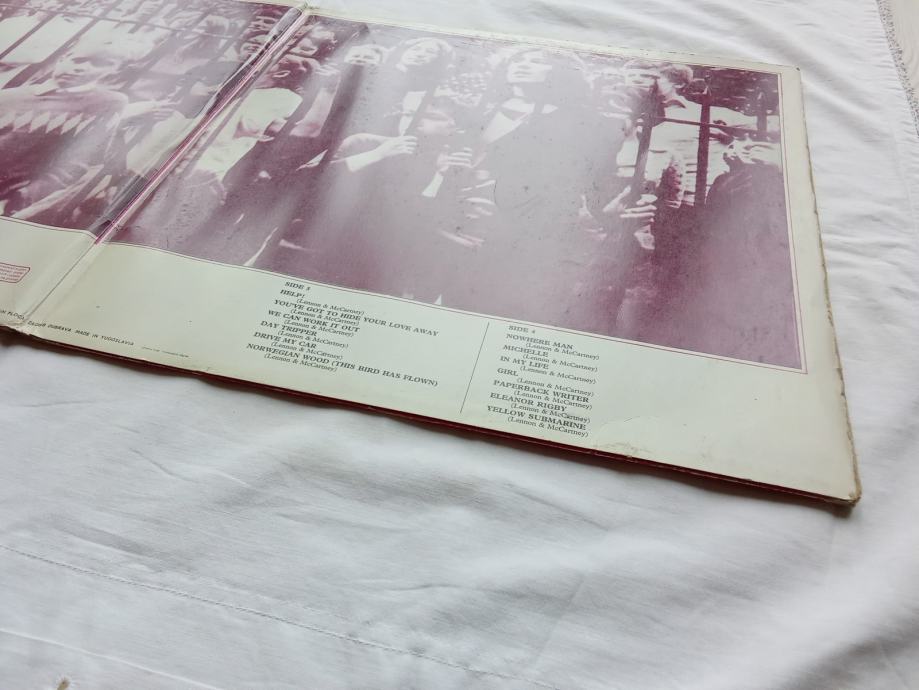 SIDE 3
HELP!
(Lennon & McCartney)
YOU'VE GOT TO HIDE YOUR LOVE AWAY
(Lennon & McCartney)
WE CAN WORK IT OUT
(Lennon & McCartney)
DAY TRIPPER
(Lennon & McCartney)
DRIVE MY CAR
(Lennon & McCartney)
NORWEGIAN WOOD (THIS BIRD HAS FLOWN)
(Lennon & McCartney)
SIDE 4
NOWHERE MAN
(Lennon & McCartney)
MICHELLE
(Lennon & McCartney)
IN MY LIFE
(Lennon & McCartney)
GIRL
(Lennon & McCartney)
PAPERBACK WRITER
(Lennon & McCartney)
ELEANOR RIGBY
(Lennon & McCartney)
YELLOW SUBMARINE
(Lennon & McCartney)
DUBRAVA MADE IN YUGOSLAVIA